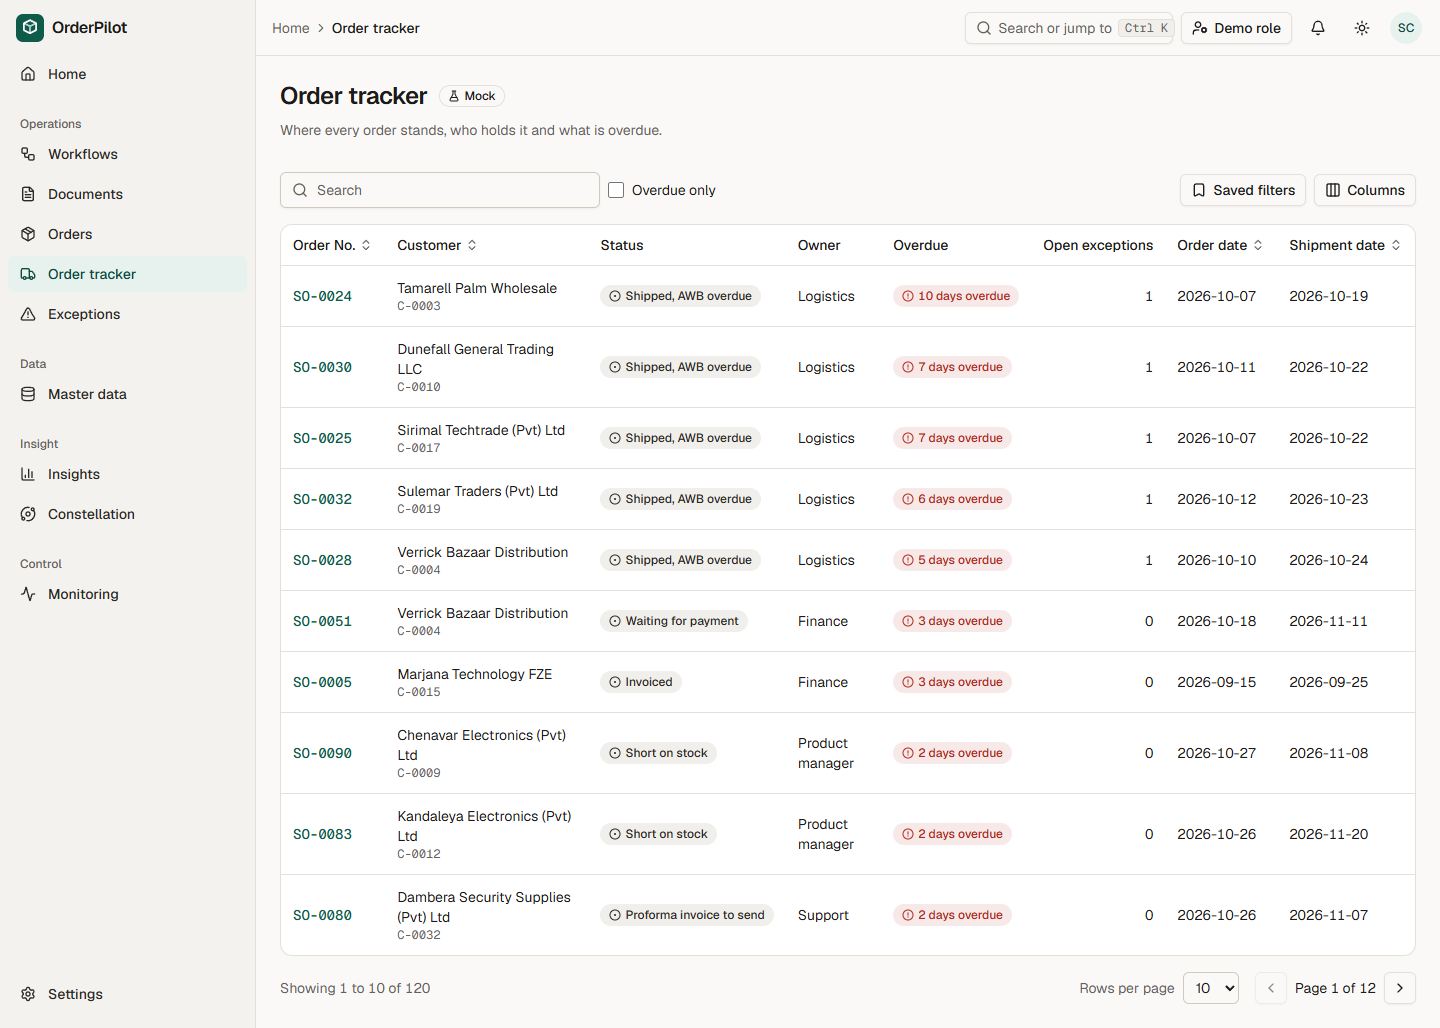 OrderPilot
Home
Operations
Workflows
Documents
Orders
Order tracker
Exceptions
Data
Master data
Insight
Insights
Constellation
Control
Monitoring
Settings
Home > Order tracker
Search or jump to Ctrl K
Demo role
SC
Order tracker
Mock
Where every order stands, who holds it and what is overdue.
Search
Overdue only
Saved filters
Columns
Order No. Customer Status Owner Overdue Open exceptions Order date Shipment date
SO-0024 Tamarell Palm Wholesale Shipped, AWB overdue Logistics 10 days overdue 1 2026-10-07 2026-10-19
C-0003
Dunefall General Trading
SO-0030 LLC Shipped, AWB overdue Logistics 7 days overdue 1 2026-10-11 2026-10-22
C-0010
SO-0025 Sirimal Techtrade (Pvt) Ltd Shipped, AWB overdue Logistics 7 days overdue 1 2026-10-07 2026-10-22
C-0017
SO-0032 Sulemar Traders (Pvt) Ltd Shipped, AWB overdue Logistics 6 days overdue 1 2026-10-12 2026-10-23
C-0019
SO-0028 Verrick Bazaar Distribution Shipped, AWB overdue Logistics 5 days overdue 1 2026-10-10 2026-10-24
C-0004
SO-0051 Verrick Bazaar Distribution Waiting for payment Finance 3 days overdue 0 2026-10-18 2026-11-11
C-0004
SO-0005 Marjana Technology FZE Invoiced Finance 3 days overdue 0 2026-09-15 2026-09-25
C-0015
Chenavar Electronics (Pvt) Product
SO-0090 Ltd Short on stock manager 2 days overdue 0 2026-10-27 2026-11-08
C-0009
Kandaleya Electronics (Pvt) Product
SO-0083 Ltd Short on stock manager 2 days overdue 0 2026-10-26 2026-11-20
C-0012
Dambera Security Supplies
SO-0080 (Pvt) Ltd Proforma invoice to send Support 2 days overdue 0 2026-10-26 2026-11-07
C-0032
Showing 1 to 10 of 120
Rows per page 10
Page 1 of 12